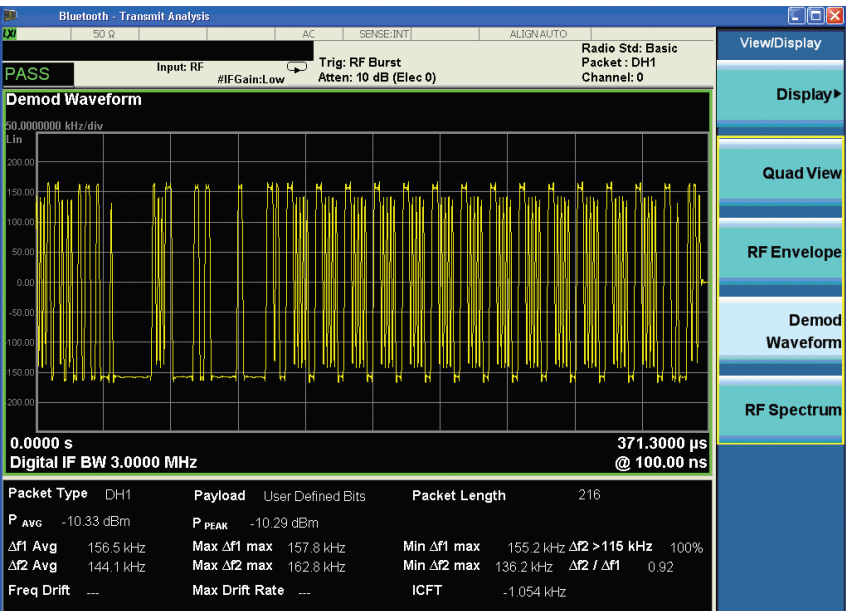 Bluetooth - Transmit Analysis
LXI 50 Ω AC SENSE:INT ALIGN AUTO
Radio Std: Basic
Trig: RF Burst Packet : DH1
PASS Input: RF #IFGain:Low Atten: 10 dB (Elec 0) Channel: 0
Demod Waveform
50.0000000 kHz/div
Lin
200.00
150.00
100.00
50.00
0.00
-50.00
-100.00
-150.00
-200.00
0.0000 s 371.3000 µs
Digital IF BW 3.0000 MHz @ 100.00 ns
Packet Type DH1 Payload User Defined Bits Packet Length 216
P AVG -10.33 dBm P PEAK -10.29 dBm
Δf1 Avg 156.5 kHz Max Δf1 max 157.8 kHz Min Δf1 max 155.2 kHz Δf2 >115 kHz 100%
Δf2 Avg 144.1 kHz Max Δf2 max 162.8 kHz Min Δf2 max 136.2 kHz Δf2 / Δf1 0.92
Freq Drift --- Max Drift Rate --- ICFT -1.054 kHz
View/Display
Display
Quad View
RF Envelope
Demod
Waveform
RF Spectrum